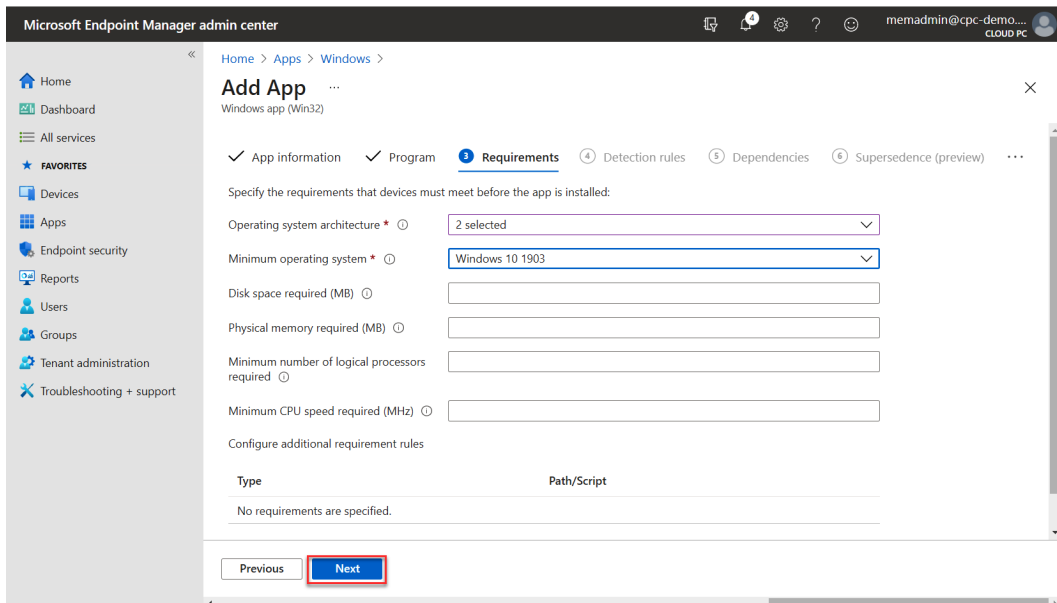 Microsoft Endpoint Manager admin center
4
memadmin@cpc-demo....
CLOUD PC
«
Home
Dashboard
All services
FAVORITES
Devices
Apps
Endpoint security
Reports
Users
Groups
Tenant administration
Troubleshooting + support
Home > Apps > Windows >
Add App ...
Windows app (Win32)
App information
Program
3 Requirements
4 Detection rules
5 Dependencies
6 Supersedence (preview)
...
Specify the requirements that devices must meet before the app is installed:
Operating system architecture *
2 selected
Minimum operating system *
Windows 10 1903
Disk space required (MB)
Physical memory required (MB)
Minimum number of logical processors
required
Minimum CPU speed required (MHz)
Configure additional requirement rules
Type Path/Script
No requirements are specified.
Previous
Next